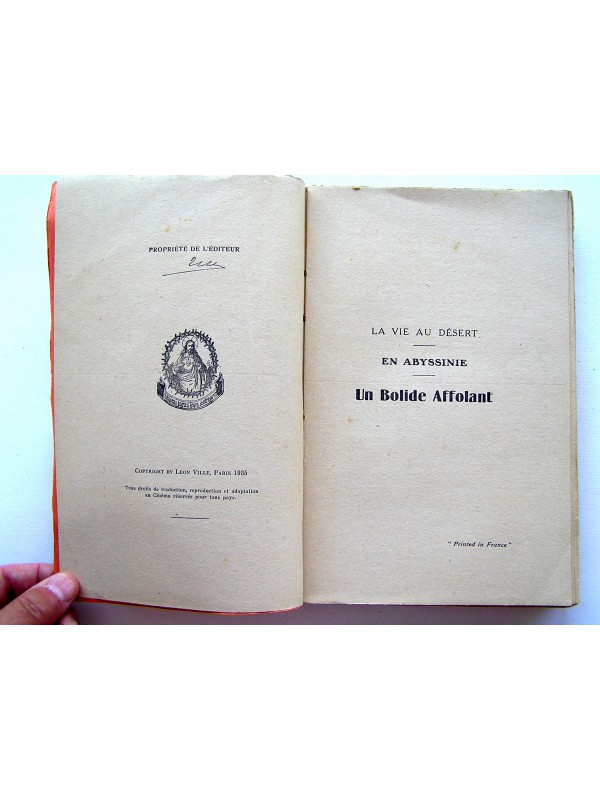 PROPRIÉTÉ DE L'ÉDITEUR
COPYRIGHT BY LÉON VILLE, PARIS 1935
Tous droits de traduction, reproduction et adaptation
au Cinéma réservés pour tous pays.
LA VIE AU DÉSERT
EN ABYSSINIE
Un Bolide Affolant
" Printed in France "